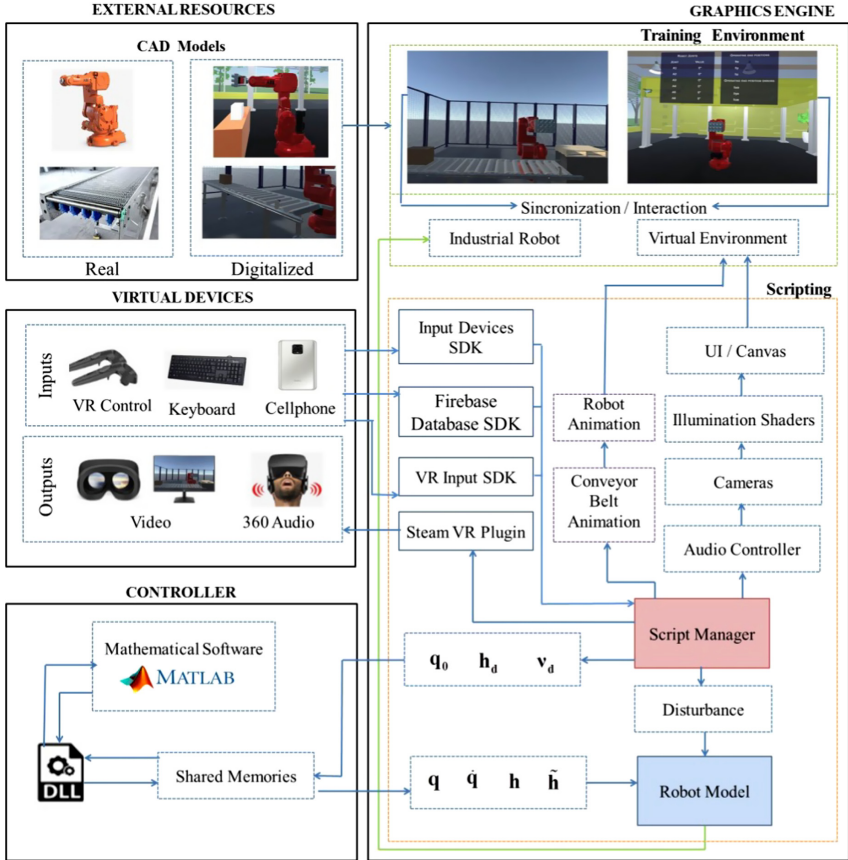 EXTERNAL RESOURCES
CAD Models
Real
Digitalized
VIRTUAL DEVICES
Inputs
VR Control
Keyboard
Cellphone
Outputs
Video
360 Audio
CONTROLLER
Mathematical Software
MATLAB
DLL
Shared Memories
GRAPHICS ENGINE
Training Environment
Sincronization / Interaction
Industrial Robot
Virtual Environment
Scripting
Input Devices
SDK
Firebase
Database SDK
VR Input SDK
Steam VR Plugin
Robot
Animation
Conveyor
Belt
Animation
UI / Canvas
Illumination Shaders
Cameras
Audio Controller
Script Manager
q₀ h_d ν_d
Disturbance
q q̇ h h̃
Robot Model